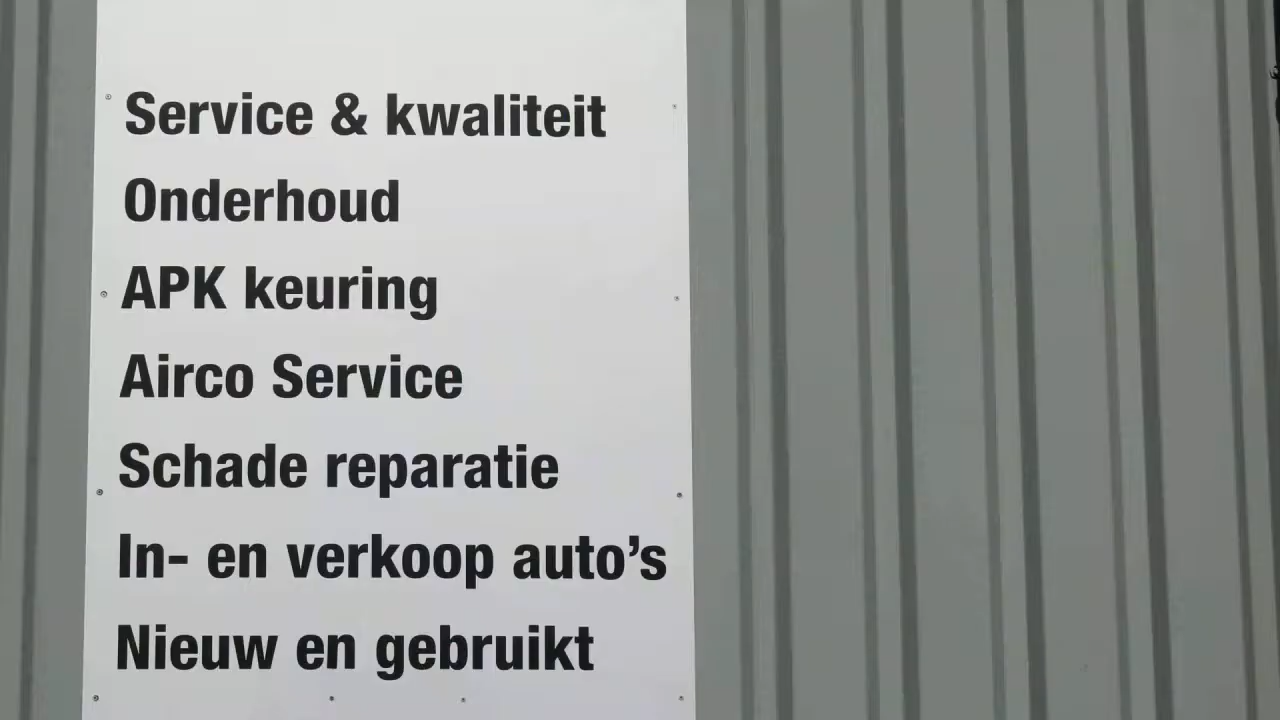 Service & kwaliteit
Onderhoud
APK keuring
Airco Service
Schade reparatie
In- en verkoop auto’s
Nieuw en gebruikt